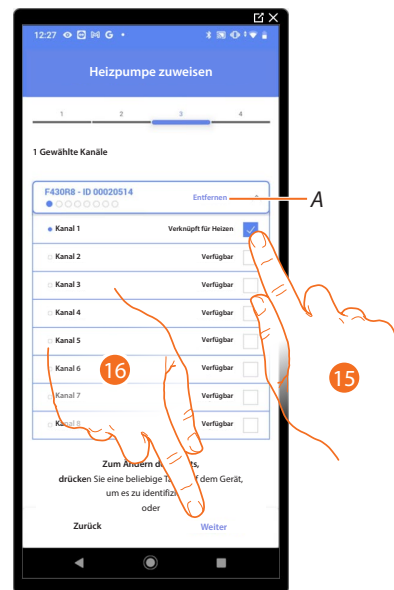 12:27 G
Heizpumpe zuweisen
1 2 3 4
1 Gewählte Kanäle
F430R8 - ID 00020514 Entfernen A
Kanal 1 Verknüpft für Heizen
Kanal 2 Verfügbar
Kanal 3 Verfügbar
Kanal 4 Verfügbar
Kanal 5 Verfügbar
Kanal 6 Verfügbar
Kanal 7 Verfügbar
Kanal 8 Verfügbar
16
15
Zum Ändern
drücken Sie eine beliebige dem Gerät,
um es zu
oder
Zurück Weiter